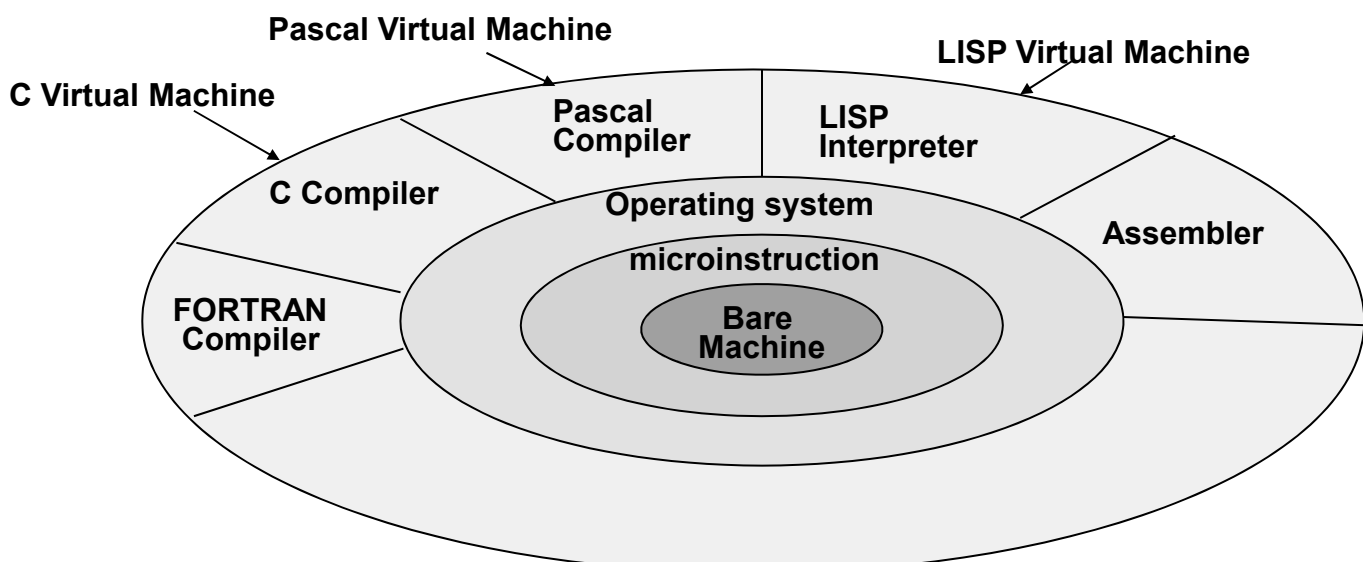 Pascal Virtual Machine
LISP Virtual Machine
C Virtual Machine
Pascal
Compiler
LISP
Interpreter
C Compiler
Operating system
Assembler
microinstruction
FORTRAN
Compiler
Bare
Machine